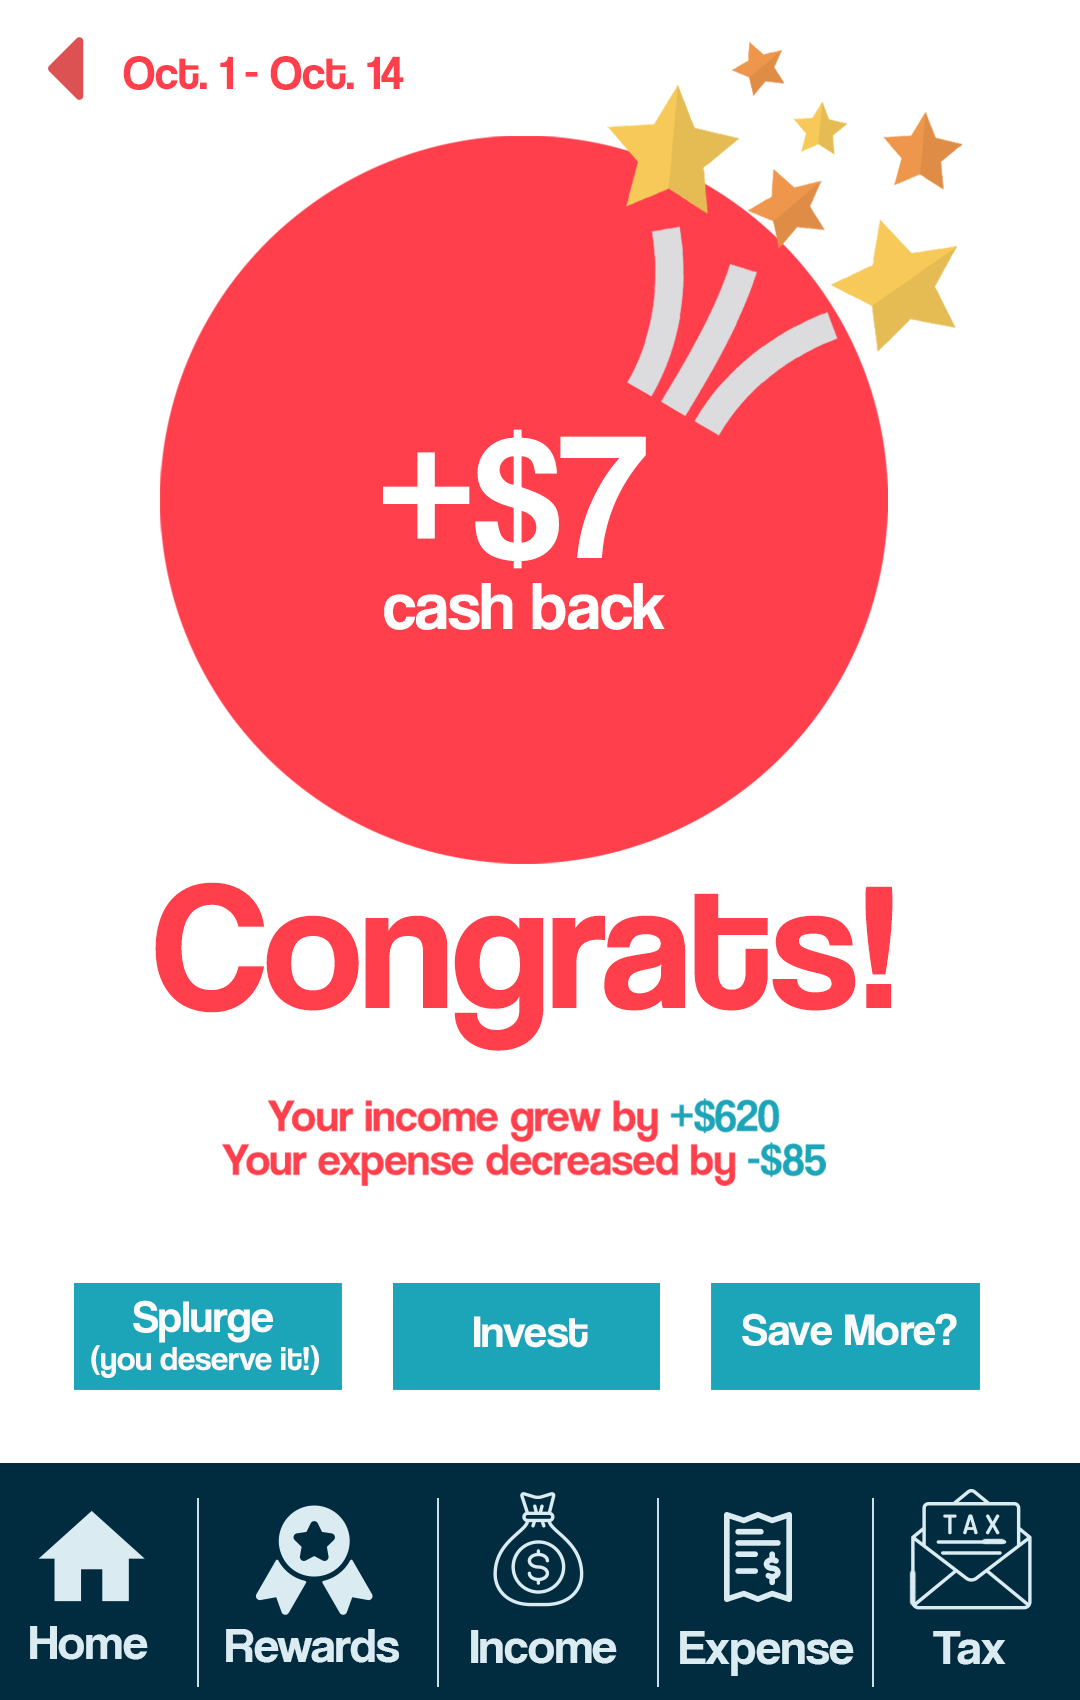 Oct. 1 - Oct. 14
+$7
cash back
Congrats!
Your income grew by +$620
Your expense decreased by -$85
Splurge
(you deserve it!)
Invest
Save More?
TAX
$
$
Home
Rewards
Income
Expense
Tax